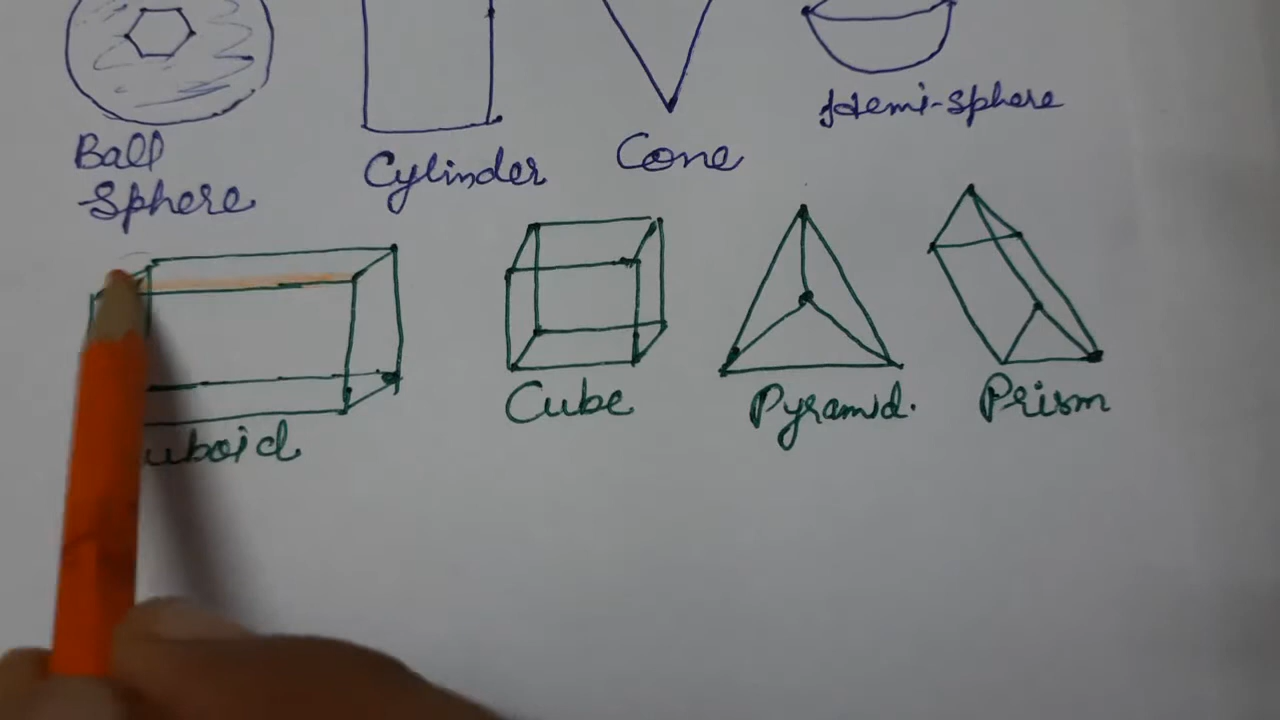 Ball
Sphere
Cylinder
Cone
Hemi-Sphere
uboid
Cube
Pyramid.
Prism